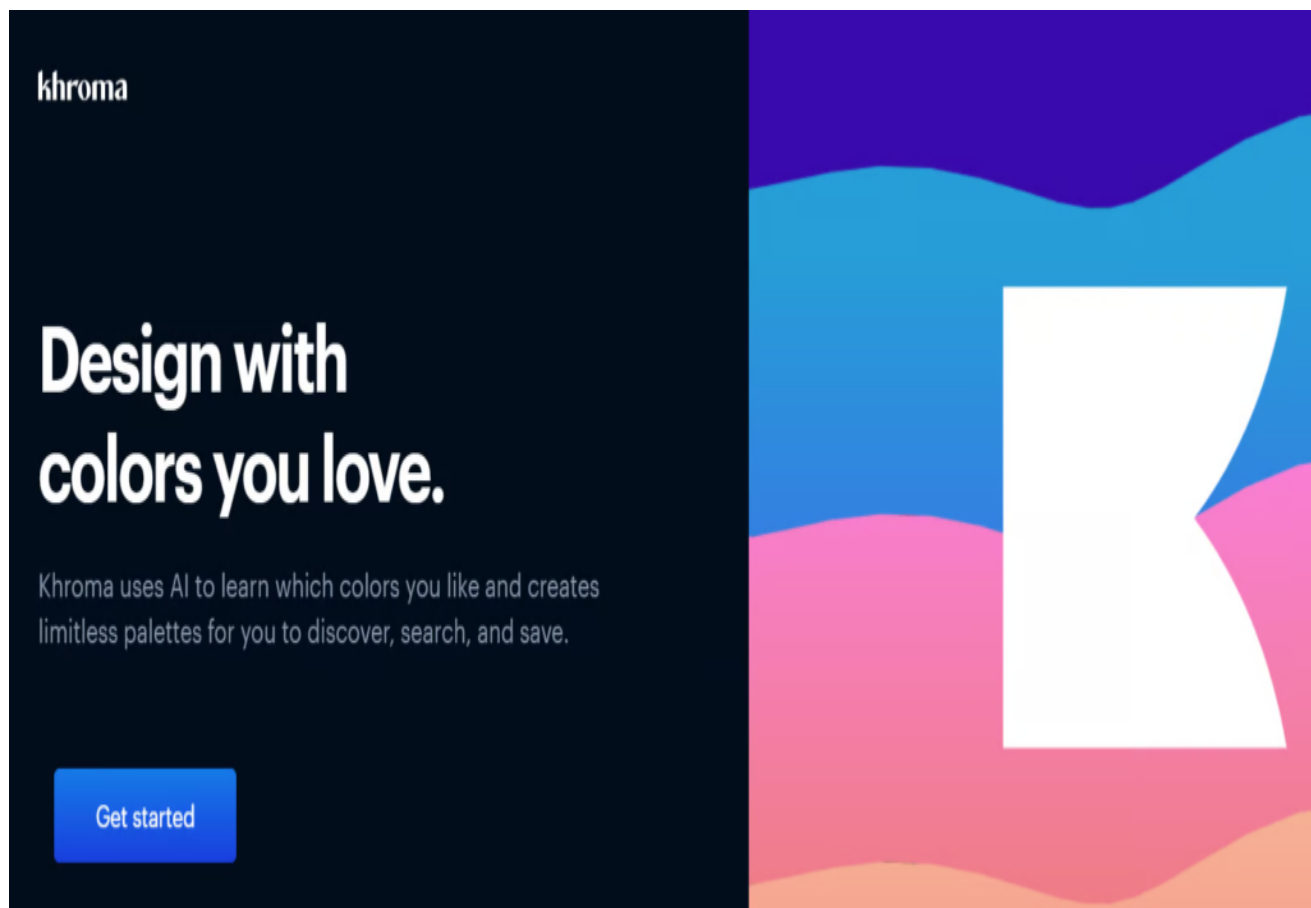 khroma
Design with
colors you love.
Khroma uses AI to learn which colors you like and creates
limitless palettes for you to discover, search, and save.
Get started